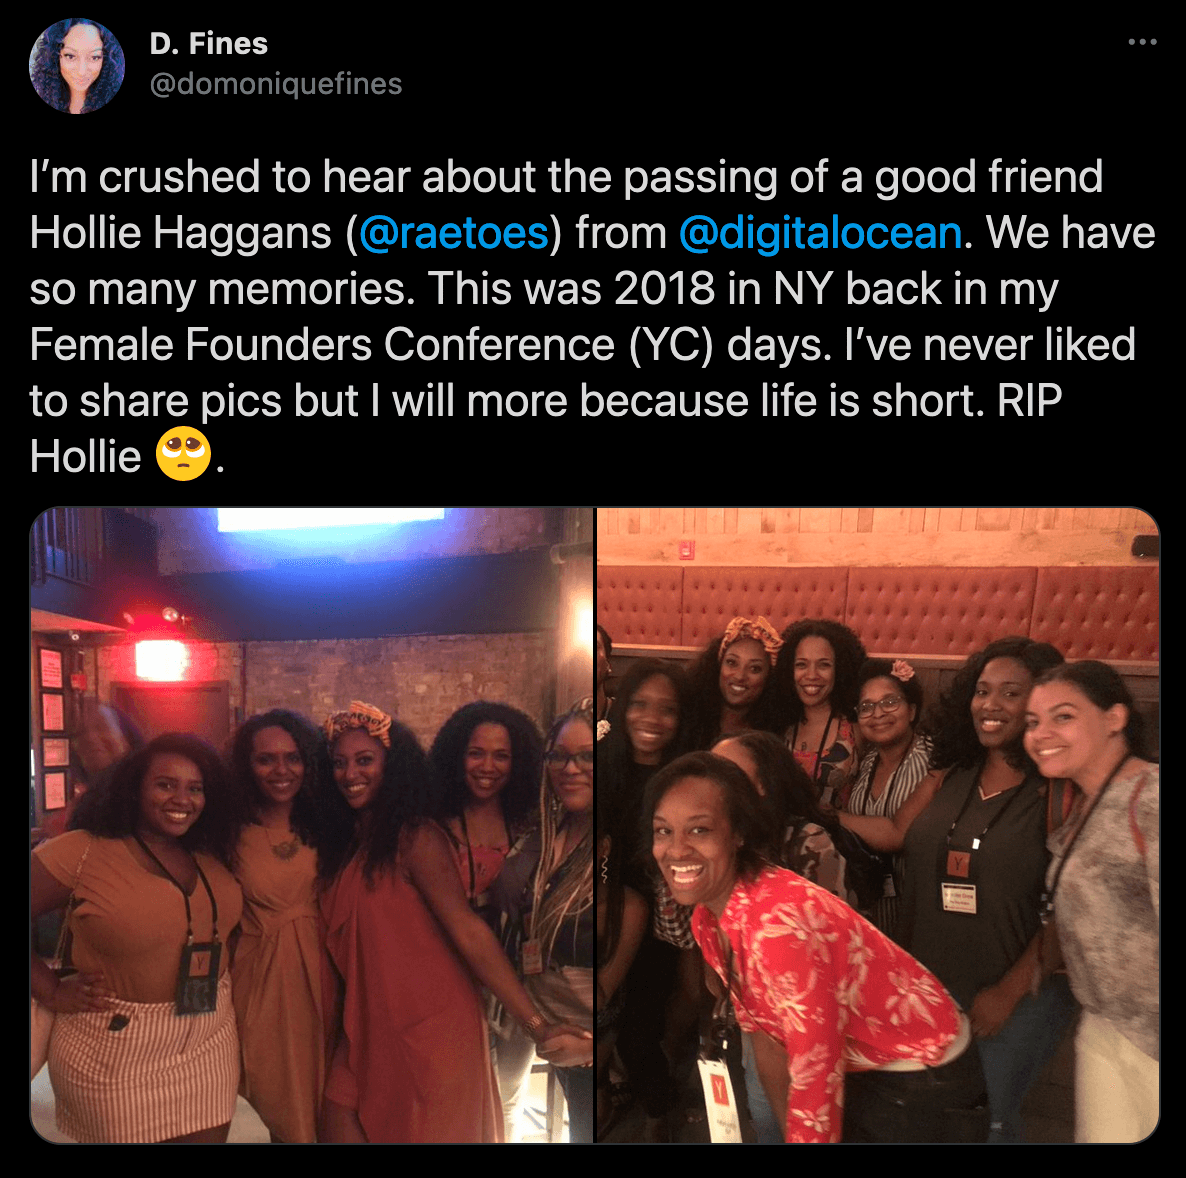 D. Fines
@domoniquefines
I’m crushed to hear about the passing of a good friend
Hollie Haggans (@raetoes) from @digitalocean. We have
so many memories. This was 2018 in NY back in my
Female Founders Conference (YC) days. I’ve never liked
to share pics but I will more because life is short. RIP
Hollie 🥺.
Y
Y
Y